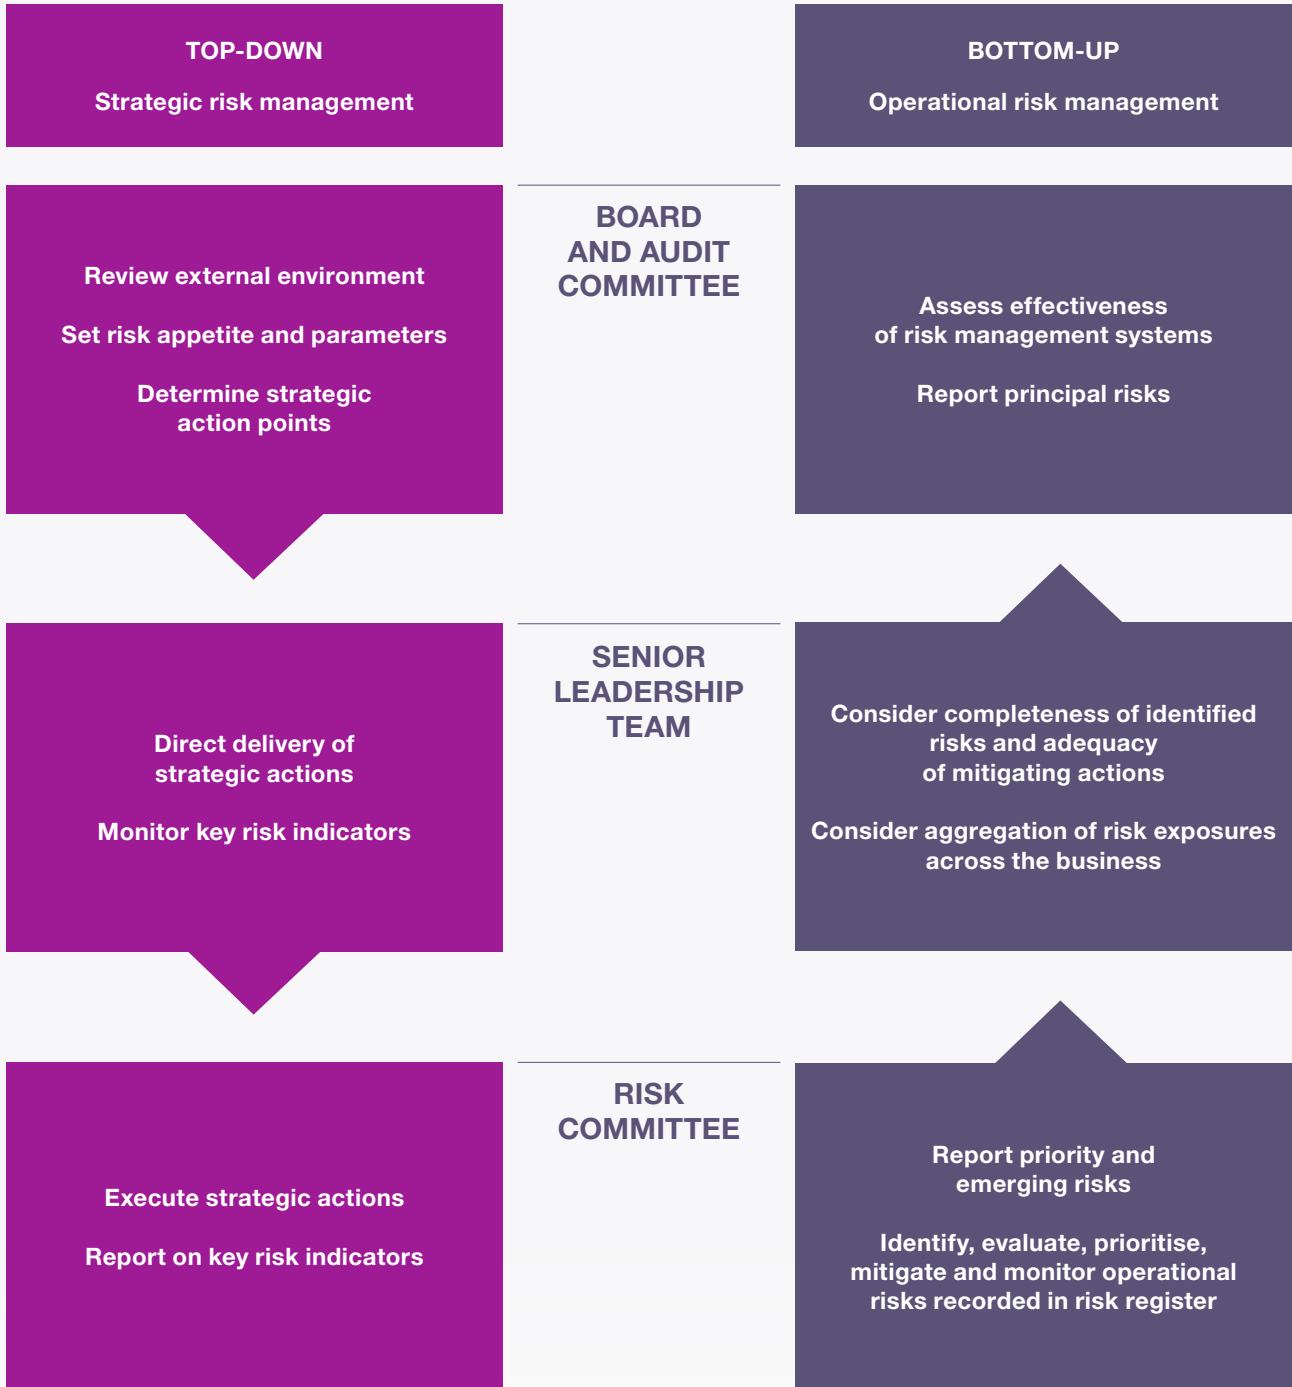 TOP-DOWN
Strategic risk management
BOTTOM-UP
Operational risk management
Review external environment
Set risk appetite and parameters
Determine strategic
action points
BOARD
AND AUDIT
COMMITTEE
Assess effectiveness
of risk management systems
Report principal risks
Direct delivery of
strategic actions
Monitor key risk indicators
SENIOR
LEADERSHIP
TEAM
Consider completeness of identified
risks and adequacy
of mitigating actions
Consider aggregation of risk exposures
across the business
Execute strategic actions
Report on key risk indicators
RISK
COMMITTEE
Report priority and
emerging risks
Identify, evaluate, prioritise,
mitigate and monitor operational
risks recorded in risk register